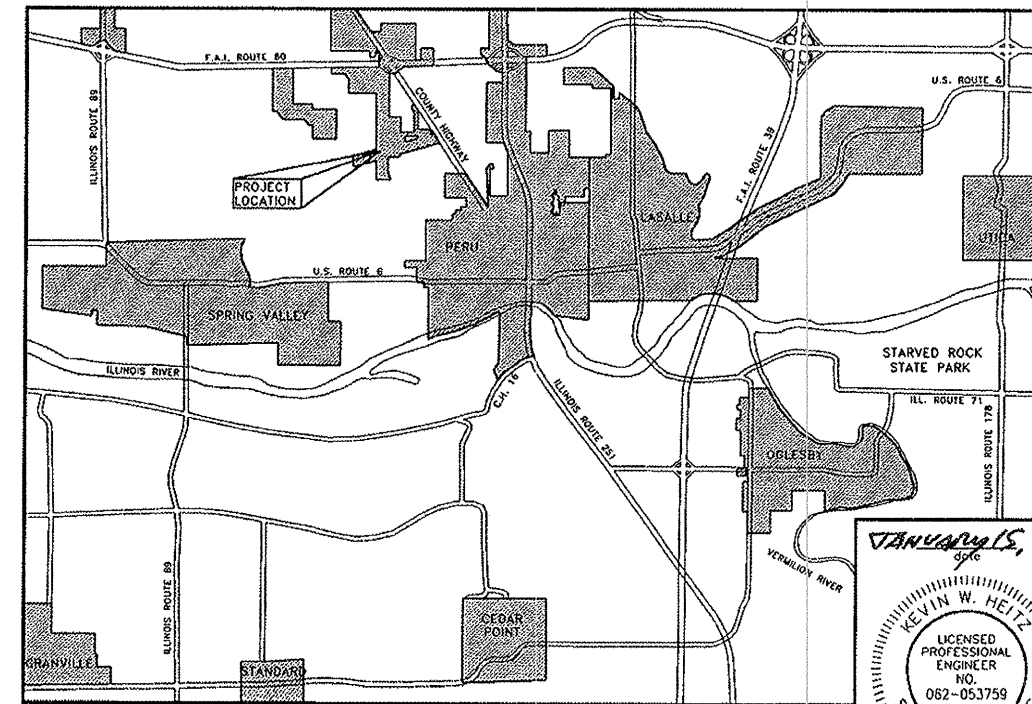 F.A.I. ROUTE 80
U.S. ROUTE 6
ILLINOIS ROUTE 89
COUNTY HIGHWAY
F.A.I. ROUTE 39
PROJECT
LOCATION
LASALLE
PERU
UTICA
U.S. ROUTE 6
SPRING VALLEY
ILLINOIS RIVER
STARVED ROCK
STATE PARK
C.H. 16
ILLINOIS ROUTE 251
ILL. ROUTE 71
ILLINOIS ROUTE 178
OGLESBY
VERMILION RIVER
ILLINOIS ROUTE 89
CEDAR
POINT
GRANVILLE
STANDARD
JANUARY 15,
date
KEVIN W. HEITZ
LICENSED
PROFESSIONAL
ENGINEER
NO.
062-053759